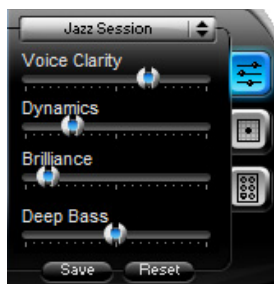 Jazz Session
Voice Clarity
Dynamics
Brilliance
Deep Bass
Save Reset